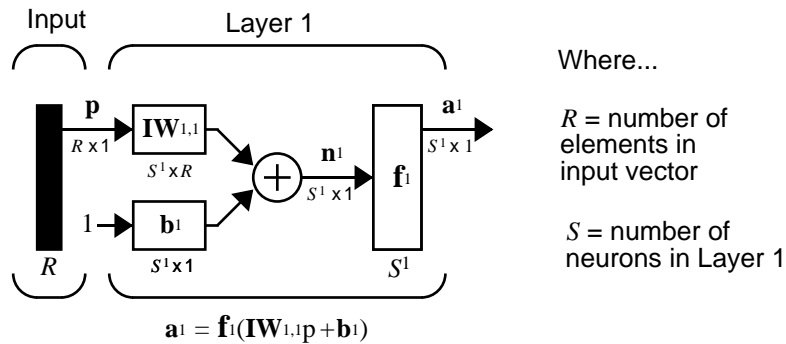 Input
Layer 1
Where...
p
R x 1
IW1,1
S1 x R
1
b1
S1 x 1
+
n1
S1 x 1
f1
a1
S1 x 1
R
S1
R = number of
elements in
input vector
S = number of
neurons in Layer 1
a1 = f1(IW1,1p +b1)